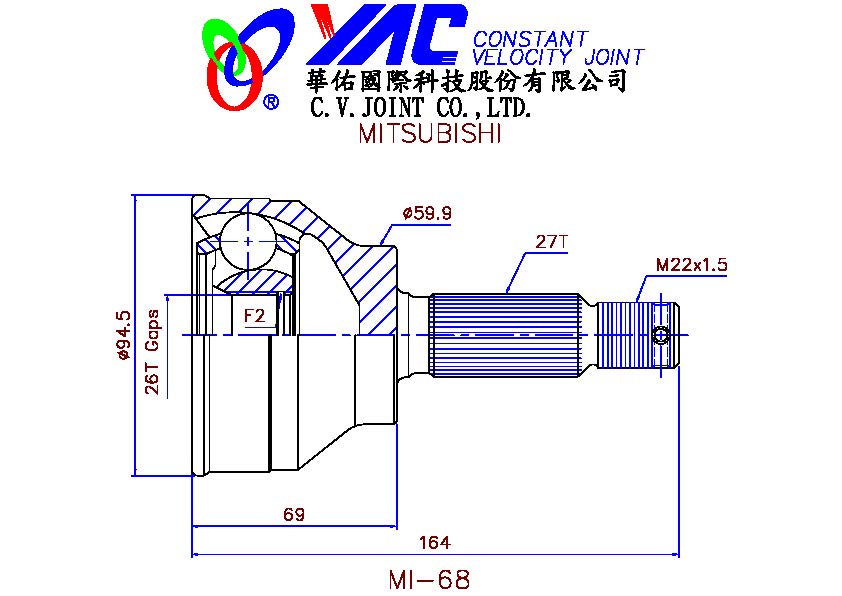 YAC CONSTANT
VELOCITY JOINT
®
華佑國際科技股份有限公司
C.V.JOINT CO.,LTD.
MITSUBISHI
ø59.9
27T
M22x1.5
F2
ø94.5
26T Gaps
69
164
MI-68